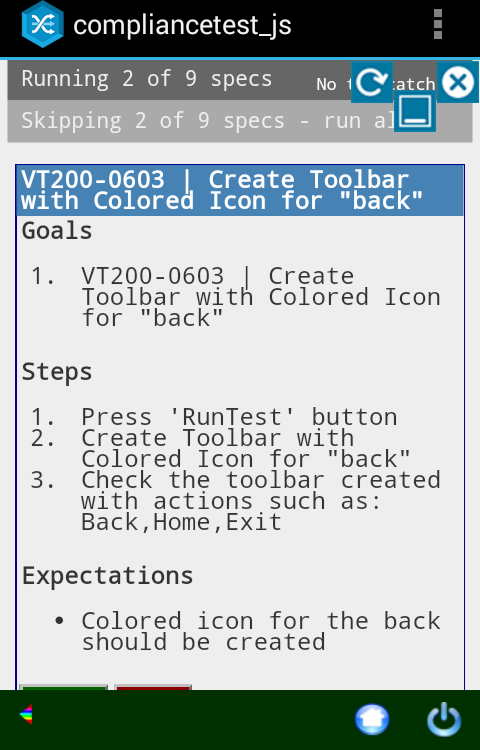 compliancetest_js
Running 2 of 9 specs
No t catch
Skipping 2 of 9 specs - run al
VT200-0603 | Create Toolbar
with Colored Icon for "back"
Goals
1. VT200-0603 | Create
Toolbar with Colored Icon
for "back"
Steps
1. Press 'RunTest' button
2. Create Toolbar with
Colored Icon for "back"
3. Check the toolbar created
with actions such as:
Back,Home,Exit
Expectations
• Colored icon for the back
should be created